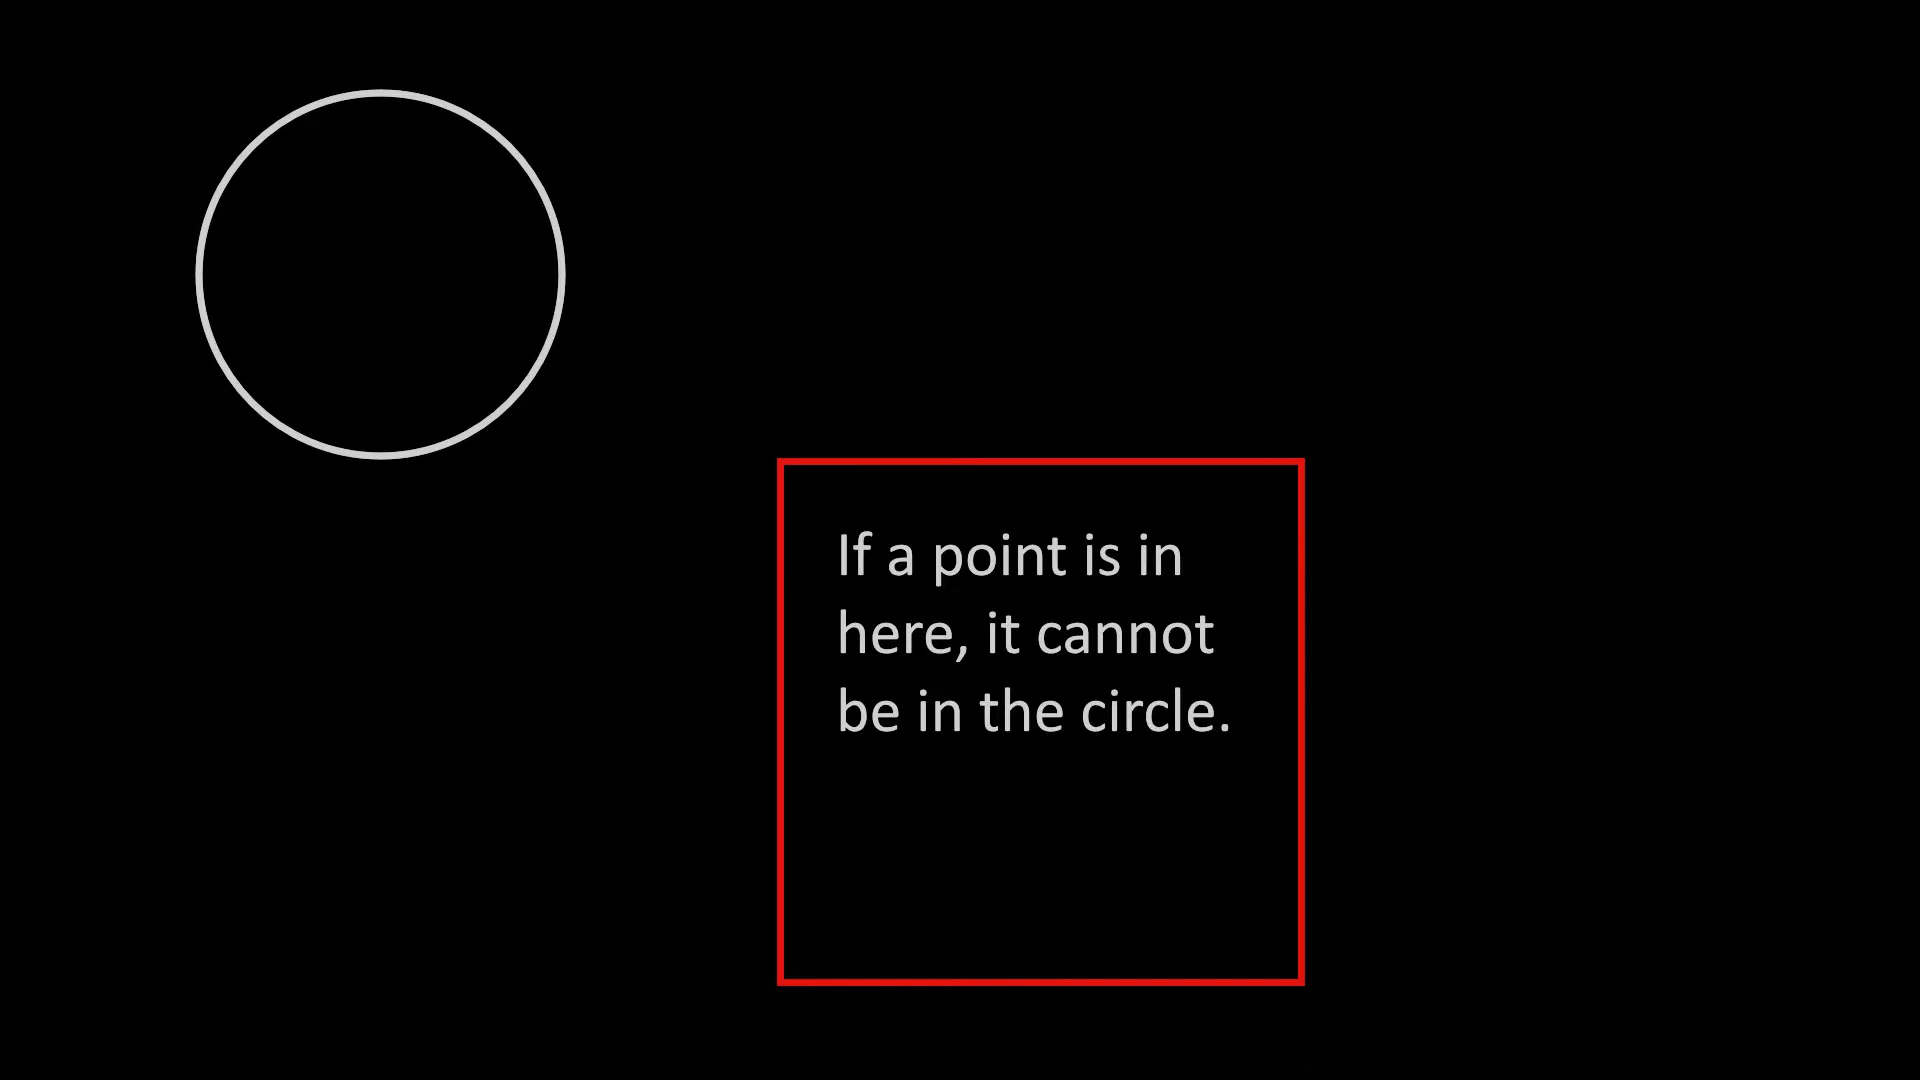 If a point is in
here, it cannot
be in the circle.